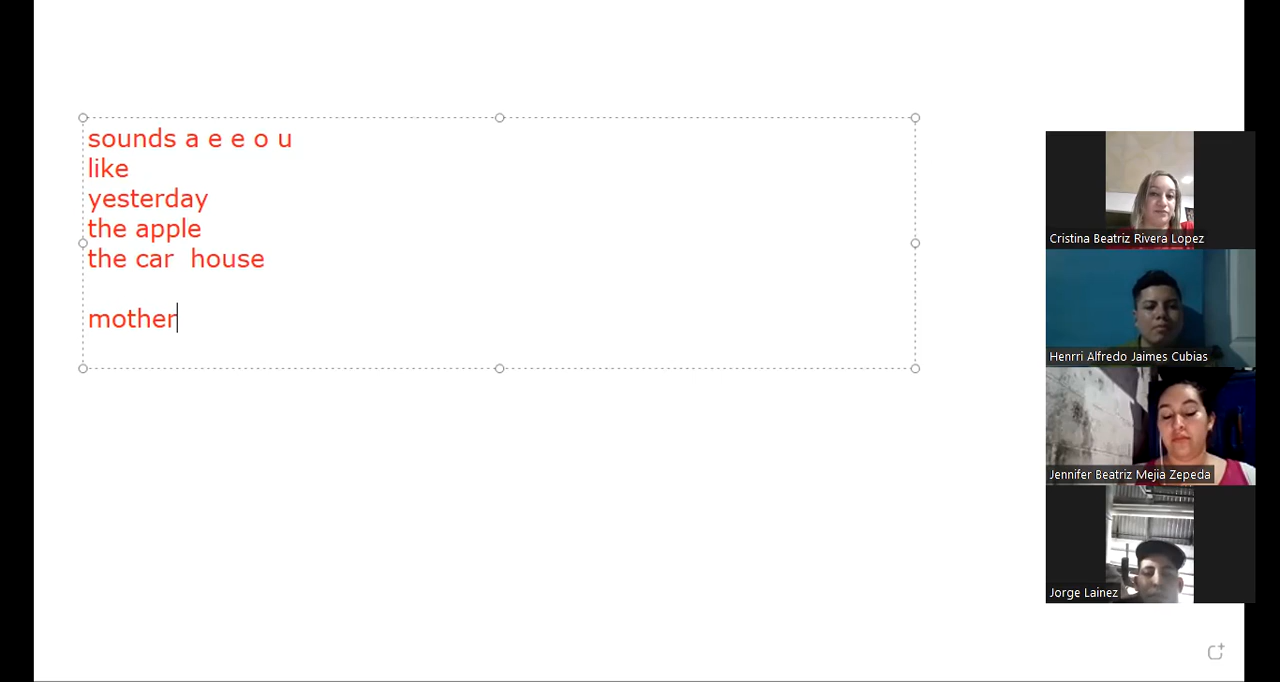 sounds a e e o u
like
yesterday
the apple
the car  house
mother
Cristina Beatriz Rivera Lopez
Henrri Alfredo Jaimes Cubias
Jennifer Beatriz Mejia Zepeda
Jorge Lainez